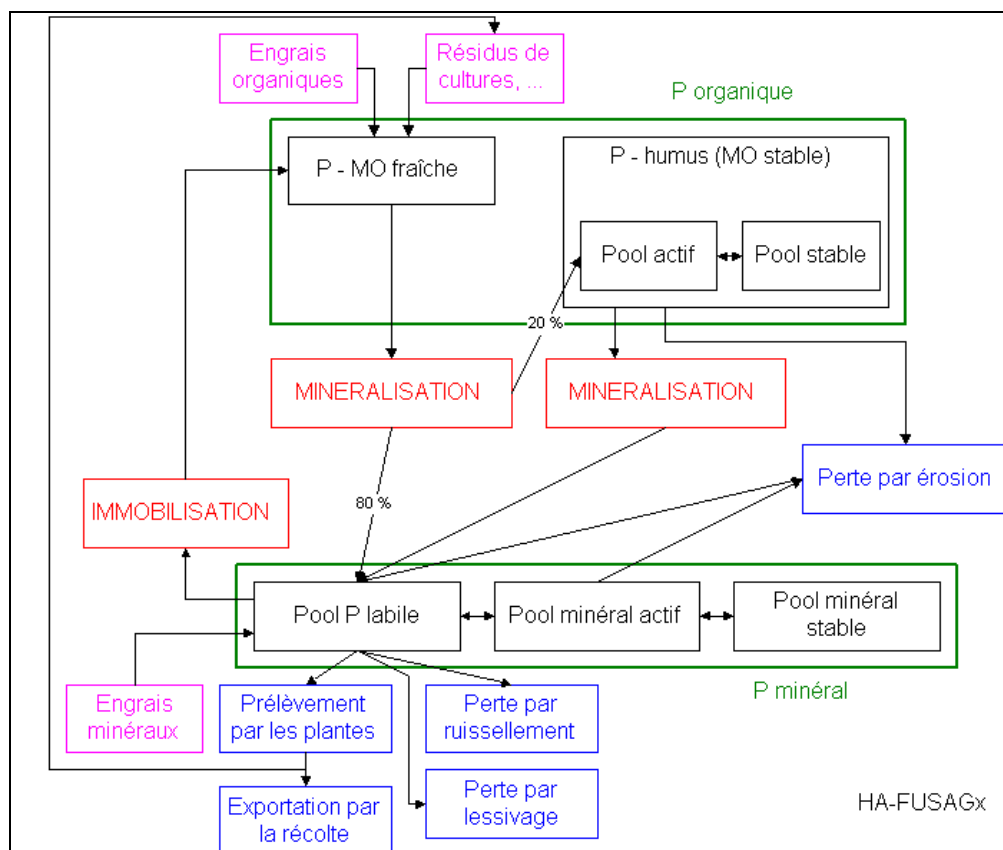 Engrais
organiques
Résidus de
cultures, ...
P organique
P - MO fraîche
P - humus (MO stable)
Pool actif
Pool stable
20 %
MINERALISATION
MINERALISATION
Perte par érosion
IMMOBILISATION
80 %
Pool P labile
Pool minéral actif
Pool minéral
stable
P minéral
Engrais
minéraux
Prélèvement
par les plantes
Perte par
ruissellement
Exportation par
la récolte
Perte par
lessivage
HA-FUSAGx